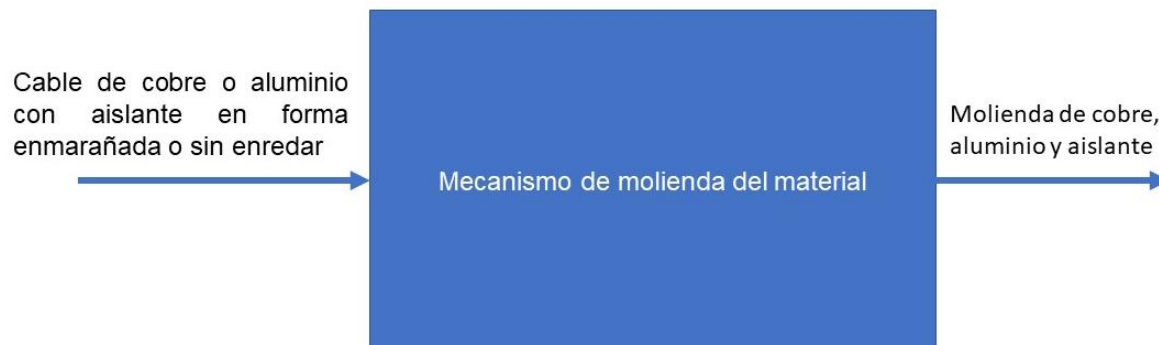 Cable de cobre o aluminio
con aislante en forma
enmarañada o sin enredar
Mecanismo de molienda del material
Molienda de cobre,
aluminio y aislante